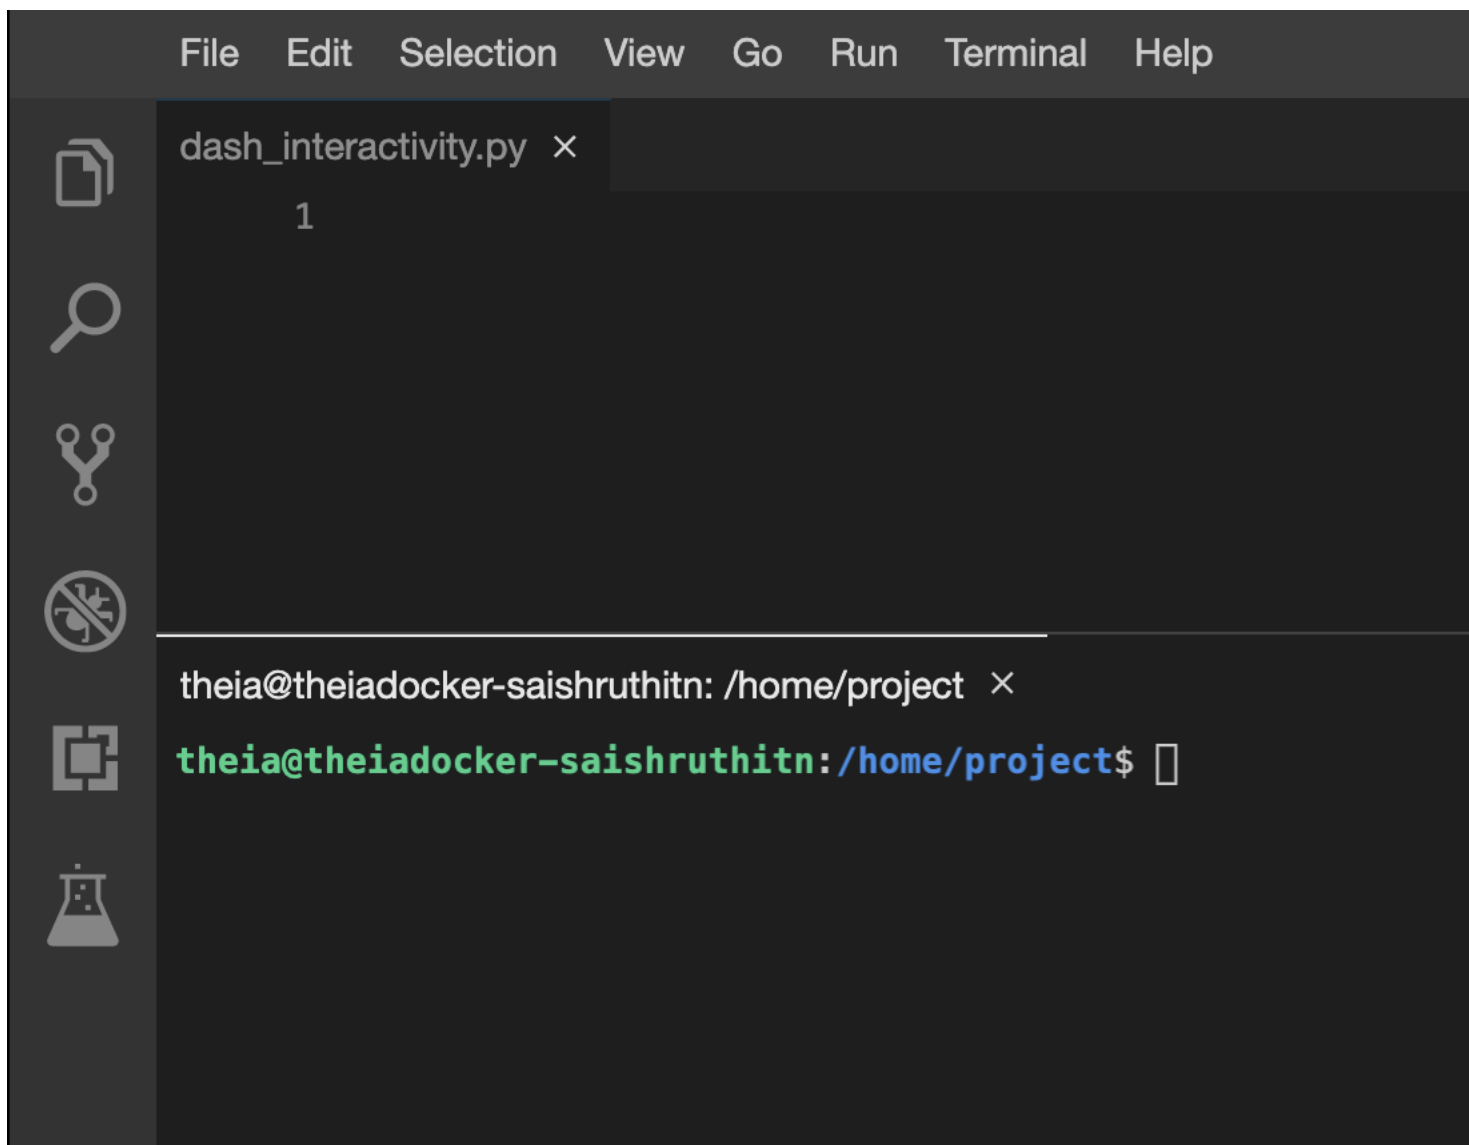 File Edit Selection View Go Run Terminal Help
dash_interactivity.py ×
1
theia@theiadocker-saishruthitn: /home/project ×
theia@theiadocker-saishruthitn:/home/project$